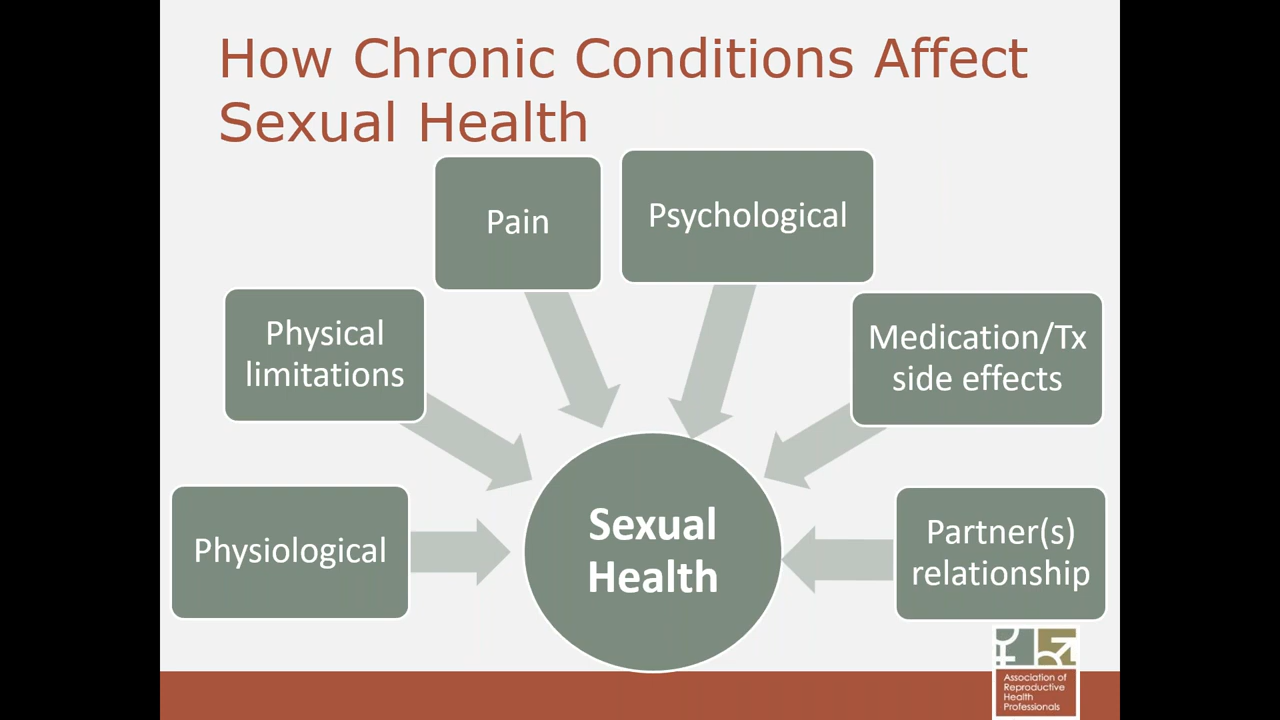 How Chronic Conditions Affect
Sexual Health
Pain
Psychological
Physical
limitations
Medication/Tx
side effects
Physiological
Sexual
Health
Partner(s)
relationship
Association of
Reproductive
Health
Professionals